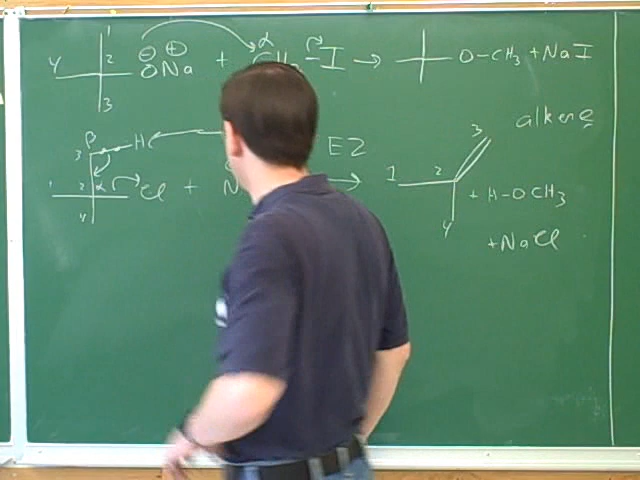 1
4 2 ⊖ ⊕ ONa + α I → O-CH₃ + NaI
3
alkene
β 3 H E2 3
1 2 α Cl + N → 1 2 + H-OCH₃
4 4
+ NaCl